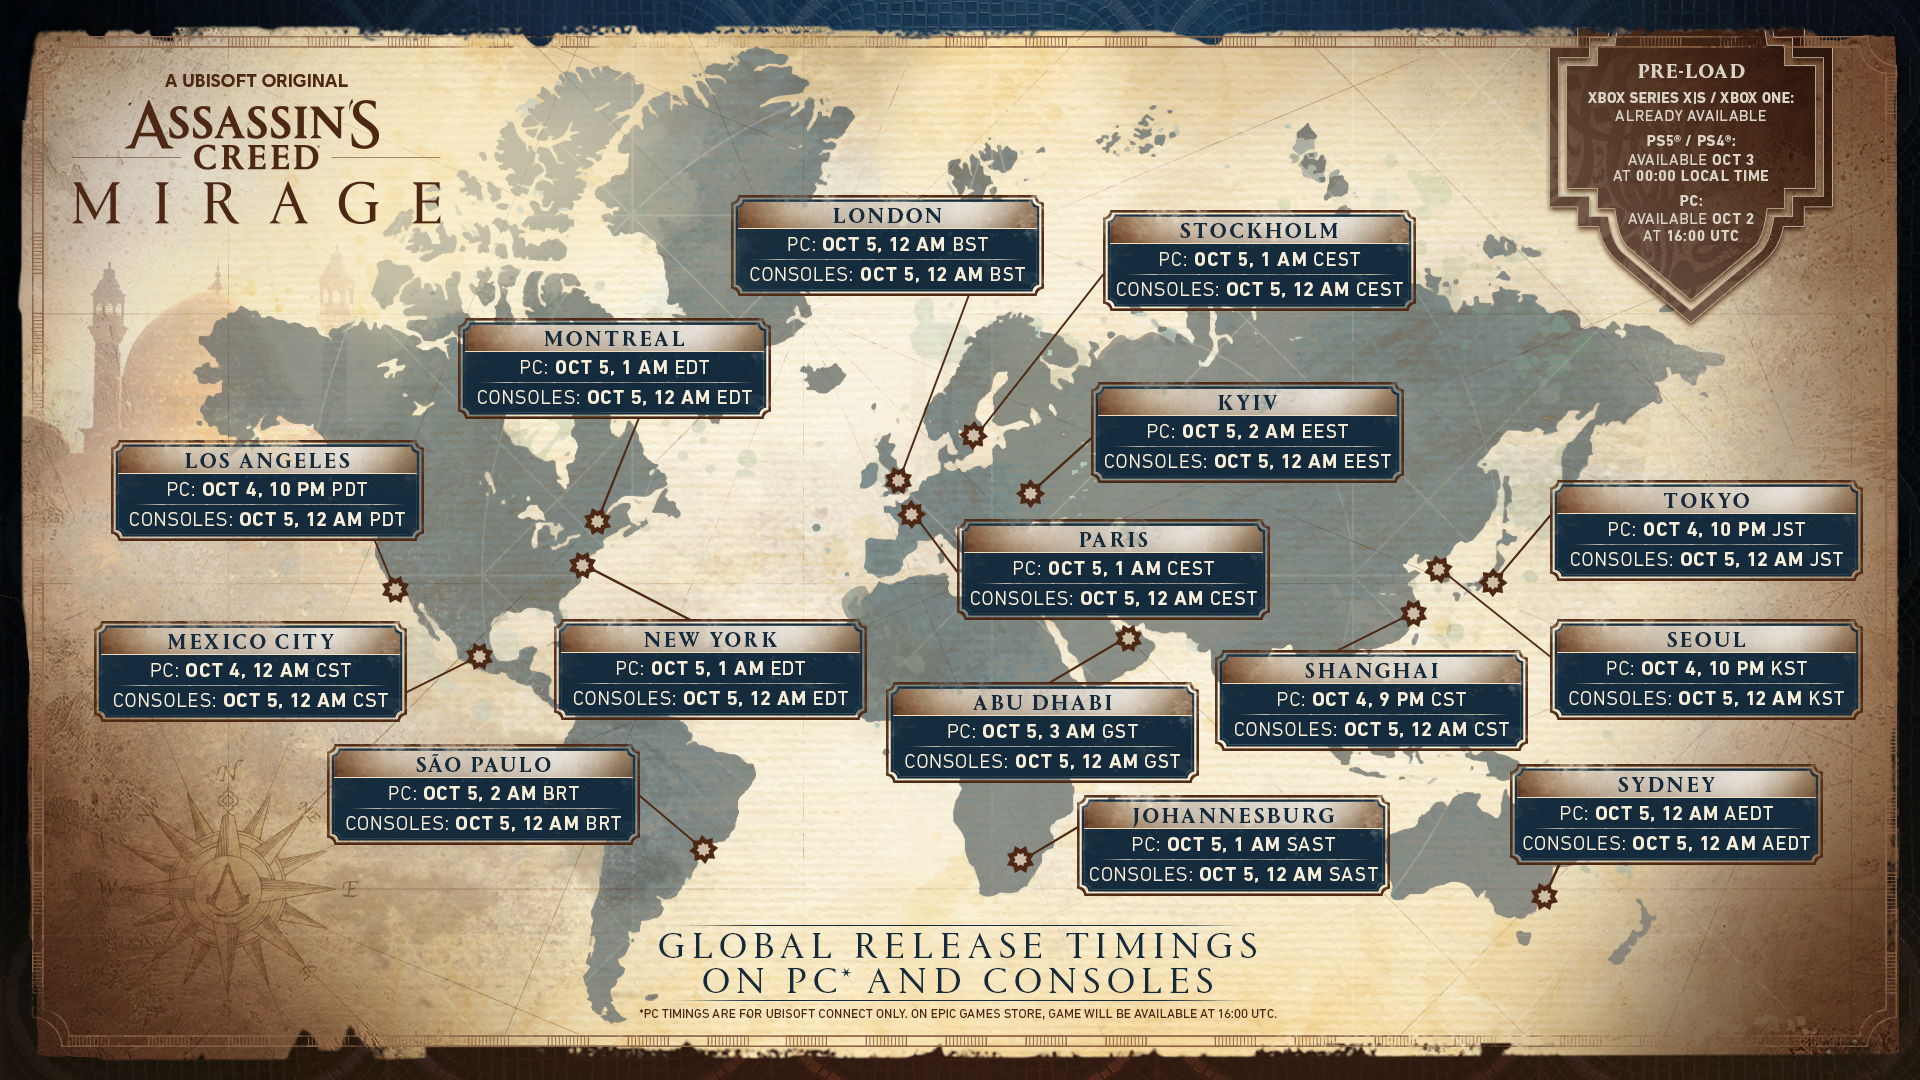 A UBISOFT ORIGINAL
ASSASSIN'S
CREED
MIRAGE
PRE-LOAD
XBOX SERIES X|S / XBOX ONE:
ALREADY AVAILABLE
PS5® / PS4®:
AVAILABLE OCT 3
AT 00:00 LOCAL TIME
PC:
AVAILABLE OCT 2
AT 16:00 UTC
LONDON
PC: OCT 5, 12 AM BST
CONSOLES: OCT 5, 12 AM BST
STOCKHOLM
PC: OCT 5, 1 AM CEST
CONSOLES: OCT 5, 12 AM CEST
MONTREAL
PC: OCT 5, 1 AM EDT
CONSOLES: OCT 5, 12 AM EDT
KYIV
PC: OCT 5, 2 AM EEST
CONSOLES: OCT 5, 12 AM EEST
LOS ANGELES
PC: OCT 4, 10 PM PDT
CONSOLES: OCT 5, 12 AM PDT
TOKYO
PC: OCT 4, 10 PM JST
CONSOLES: OCT 5, 12 AM JST
PARIS
PC: OCT 5, 1 AM CEST
CONSOLES: OCT 5, 12 AM CEST
MEXICO CITY
PC: OCT 4, 12 AM CST
CONSOLES: OCT 5, 12 AM CST
NEW YORK
PC: OCT 5, 1 AM EDT
CONSOLES: OCT 5, 12 AM EDT
SEOUL
PC: OCT 4, 10 PM KST
CONSOLES: OCT 5, 12 AM KST
SHANGHAI
PC: OCT 4, 9 PM CST
CONSOLES: OCT 5, 12 AM CST
ABU DHABI
PC: OCT 5, 3 AM GST
CONSOLES: OCT 5, 12 AM GST
SÃO PAULO
PC: OCT 5, 2 AM BRT
CONSOLES: OCT 5, 12 AM BRT
SYDNEY
PC: OCT 5, 12 AM AEDT
CONSOLES: OCT 5, 12 AM AEDT
JOHANNESBURG
PC: OCT 5, 1 AM SAST
CONSOLES: OCT 5, 12 AM SAST
N
NE
W
E
S
GLOBAL RELEASE TIMINGS
ON PC* AND CONSOLES
*PC TIMINGS ARE FOR UBISOFT CONNECT ONLY. ON EPIC GAMES STORE, GAME WILL BE AVAILABLE AT 16:00 UTC.